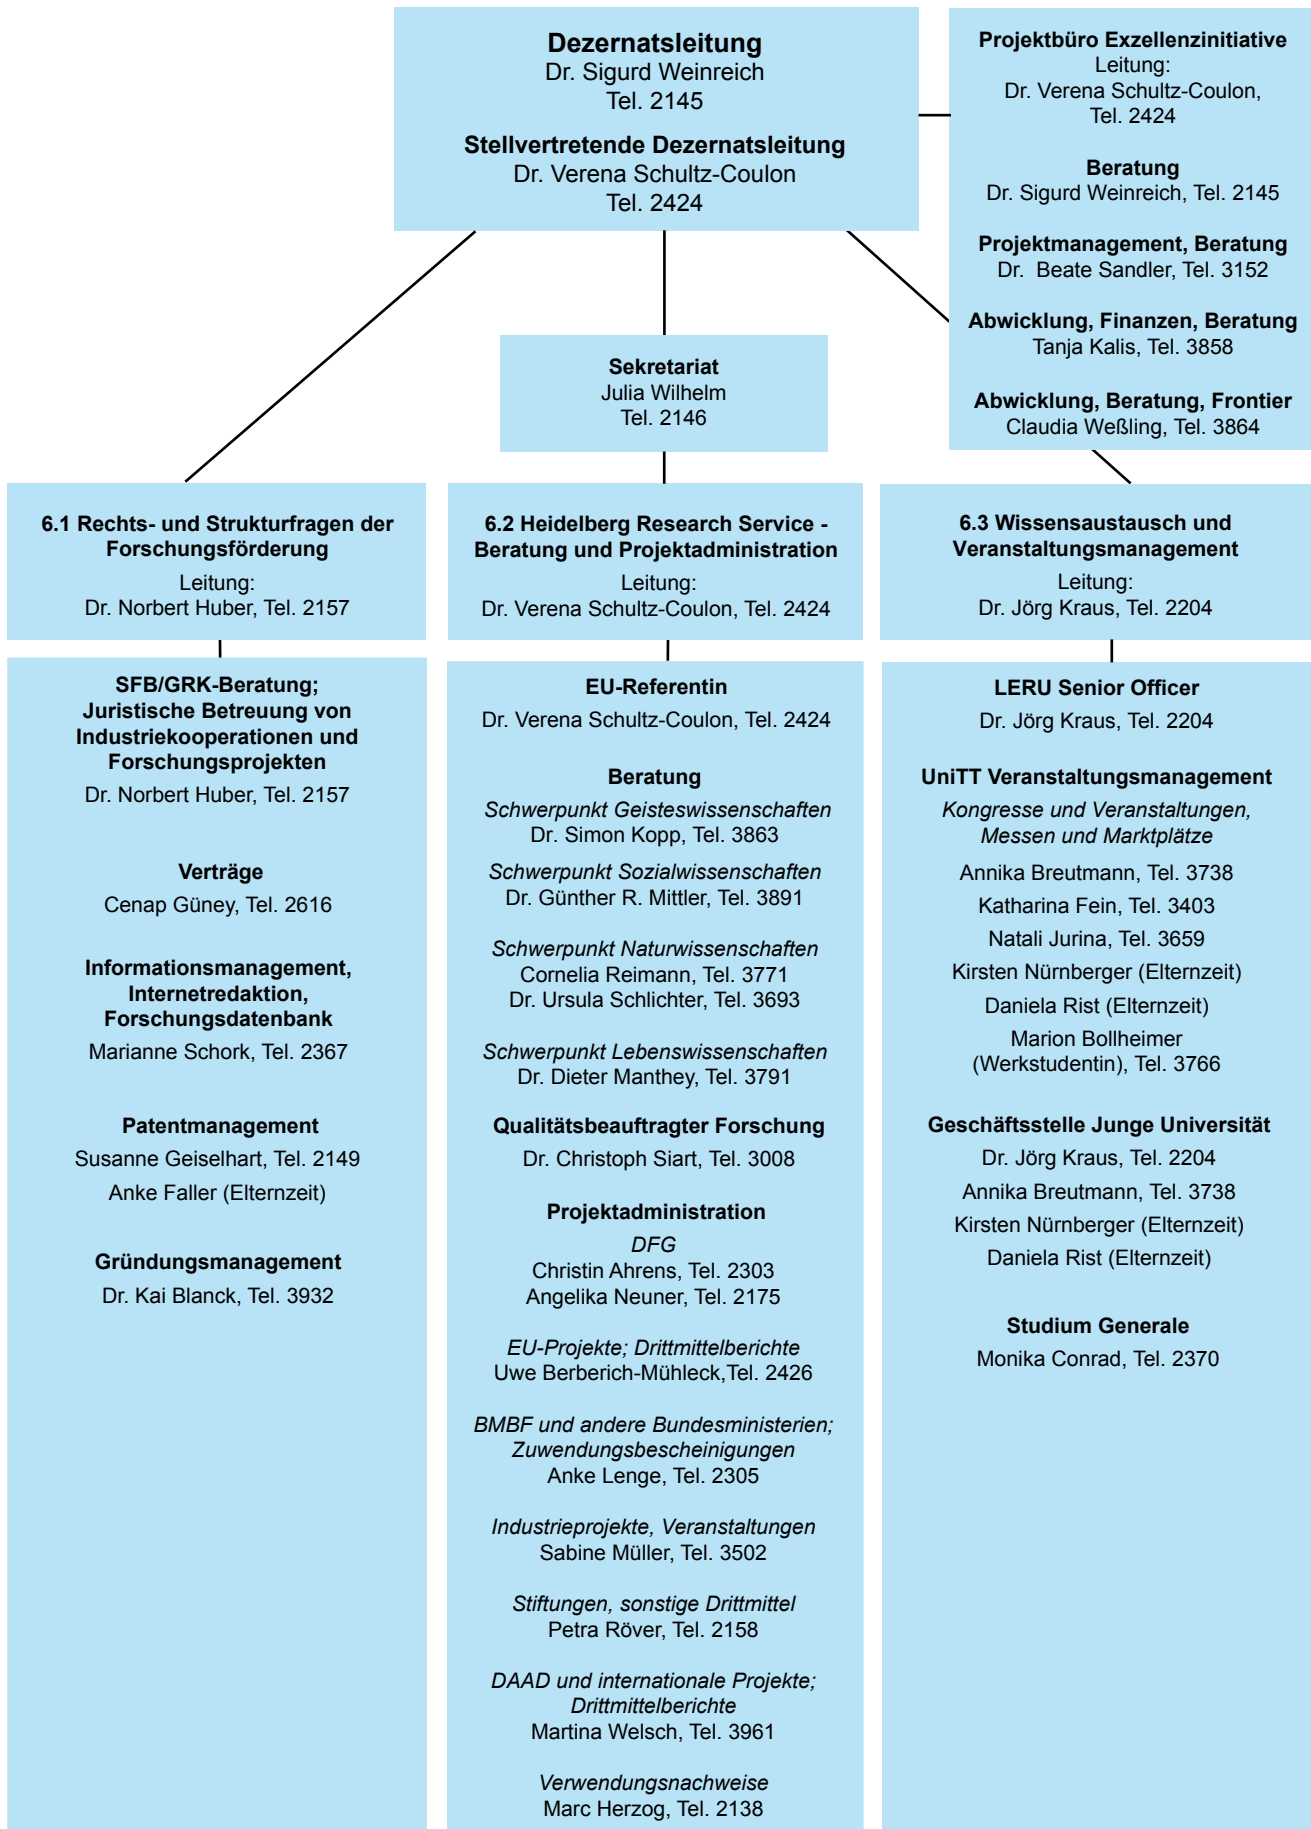 Dezernatsleitung
Dr. Sigurd Weinreich
Tel. 2145
Stellvertretende Dezernatsleitung
Dr. Verena Schultz-Coulon
Tel. 2424
Projektbüro Exzellenzinitiative
Leitung:
Dr. Verena Schultz-Coulon,
Tel. 2424
Beratung
Dr. Sigurd Weinreich, Tel. 2145
Projektmanagement, Beratung
Dr. Beate Sandler, Tel. 3152
Abwicklung, Finanzen, Beratung
Tanja Kalis, Tel. 3858
Abwicklung, Beratung, Frontier
Claudia Weßling, Tel. 3864
Sekretariat
Julia Wilhelm
Tel. 2146
6.1 Rechts- und Strukturfragen der
Forschungsförderung
Leitung:
Dr. Norbert Huber, Tel. 2157
SFB/GRK-Beratung;
Juristische Betreuung von
Industriekooperationen und
Forschungsprojekten
Dr. Norbert Huber, Tel. 2157
Verträge
Cenap Güney, Tel. 2616
Informationsmanagement,
Internetredaktion,
Forschungsdatenbank
Marianne Schork, Tel. 2367
Patentmanagement
Susanne Geiselhart, Tel. 2149
Anke Faller (Elternzeit)
Gründungsmanagement
Dr. Kai Blanck, Tel. 3932
6.2 Heidelberg Research Service -
Beratung und Projektadministration
Leitung:
Dr. Verena Schultz-Coulon, Tel. 2424
EU-Referentin
Dr. Verena Schultz-Coulon, Tel. 2424
Beratung
Schwerpunkt Geisteswissenschaften
Dr. Simon Kopp, Tel. 3863
Schwerpunkt Sozialwissenschaften
Dr. Günther R. Mittler, Tel. 3891
Schwerpunkt Naturwissenschaften
Cornelia Reimann, Tel. 3771
Dr. Ursula Schlichter, Tel. 3693
Schwerpunkt Lebenswissenschaften
Dr. Dieter Manthey, Tel. 3791
Qualitätsbeauftragter Forschung
Dr. Christoph Siart, Tel. 3008
Projektadministration
DFG
Christin Ahrens, Tel. 2303
Angelika Neuner, Tel. 2175
EU-Projekte; Drittmittelberichte
Uwe Berberich-Mühleck,Tel. 2426
BMBF und andere Bundesministerien;
Zuwendungsbescheinigungen
Anke Lenge, Tel. 2305
Industrieprojekte, Veranstaltungen
Sabine Müller, Tel. 3502
Stiftungen, sonstige Drittmittel
Petra Röver, Tel. 2158
DAAD und internationale Projekte;
Drittmittelberichte
Martina Welsch, Tel. 3961
Verwendungsnachweise
Marc Herzog, Tel. 2138
6.3 Wissensaustausch und
Veranstaltungsmanagement
Leitung:
Dr. Jörg Kraus, Tel. 2204
LERU Senior Officer
Dr. Jörg Kraus, Tel. 2204
UniTT Veranstaltungsmanagement
Kongresse und Veranstaltungen,
Messen und Marktplätze
Annika Breutmann, Tel. 3738
Katharina Fein, Tel. 3403
Natali Jurina, Tel. 3659
Kirsten Nürnberger (Elternzeit)
Daniela Rist (Elternzeit)
Marion Bollheimer
(Werkstudentin), Tel. 3766
Geschäftsstelle Junge Universität
Dr. Jörg Kraus, Tel. 2204
Annika Breutmann, Tel. 3738
Kirsten Nürnberger (Elternzeit)
Daniela Rist (Elternzeit)
Studium Generale
Monika Conrad, Tel. 2370